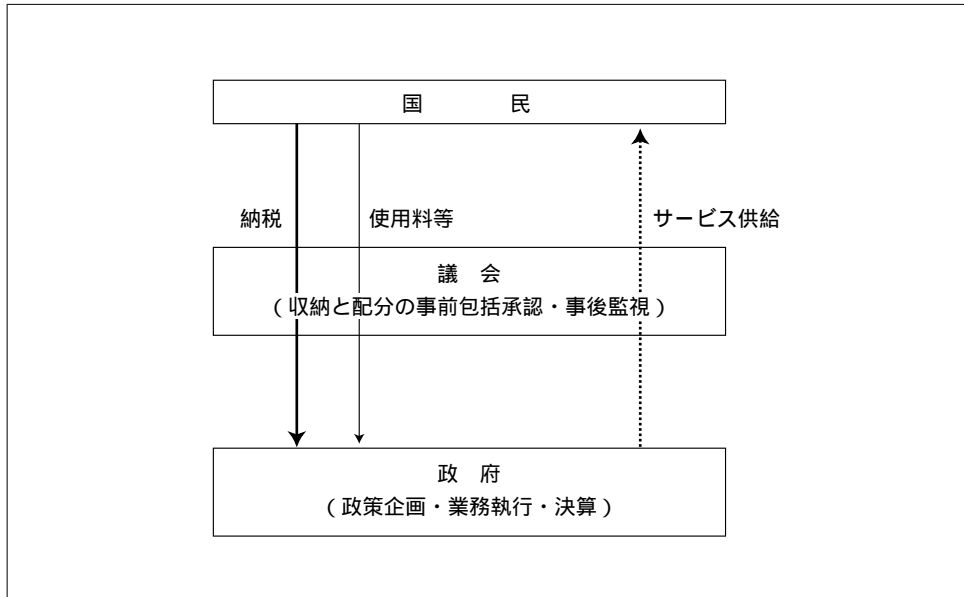 国 民
納税
使用料等
サービス供給
議 会
（収納と配分の事前包括承認・事後監視）
政 府
（政策企画・業務執行・決算）